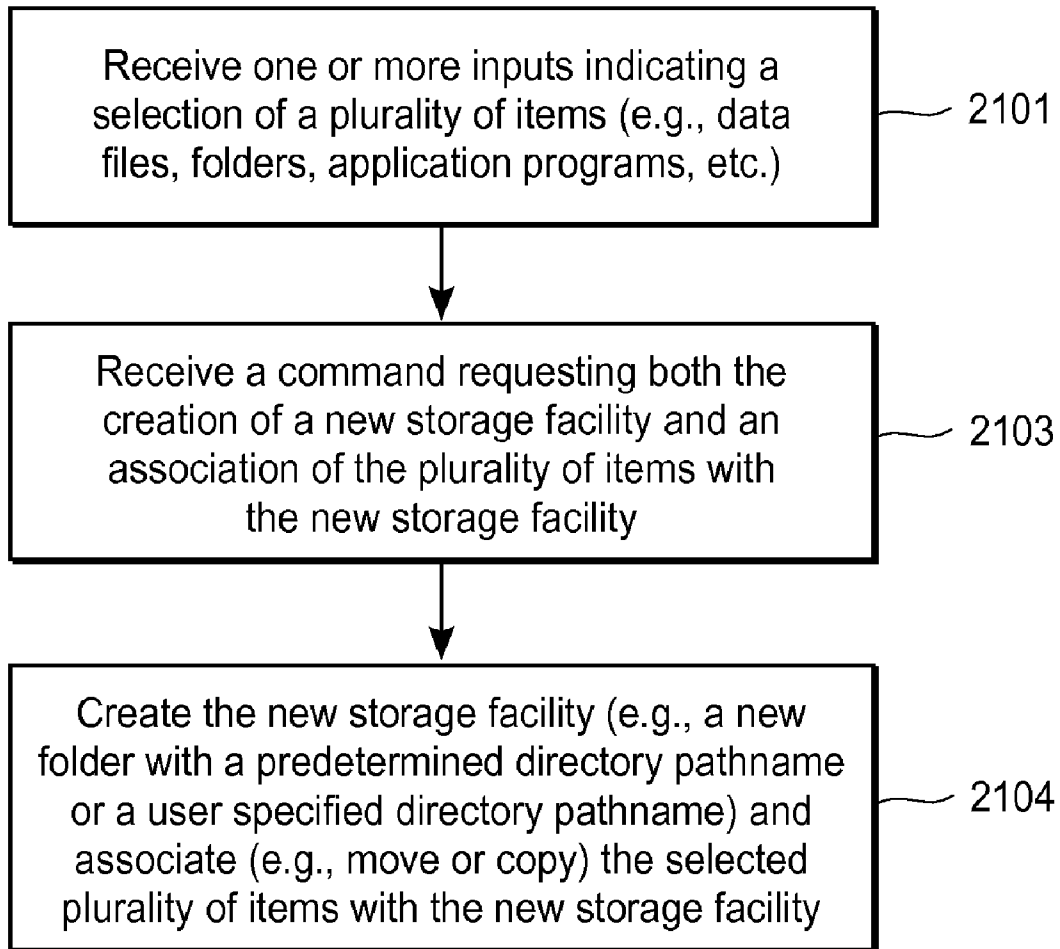 Receive one or more inputs indicating a
selection of a plurality of items (e.g., data
files, folders, application programs, etc.)
2101
Receive a command requesting both the
creation of a new storage facility and an
association of the plurality of items with
the new storage facility
2103
Create the new storage facility (e.g., a new
folder with a predetermined directory pathname
or a user specified directory pathname) and
associate (e.g., move or copy) the selected
plurality of items with the new storage facility
2104